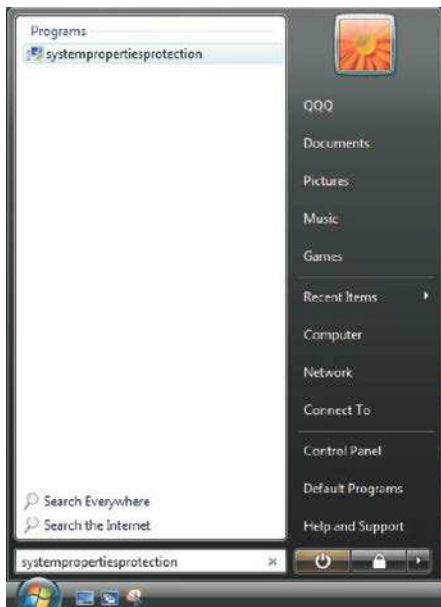 Programs
systempropertiesprotection
Search Everywhere
Search the Internet
systempropertiesprotection
QQQ
Documents
Pictures
Music
Games
Recent Items
Computer
Network
Connect To
Control Panel
Default Programs
Help and Support